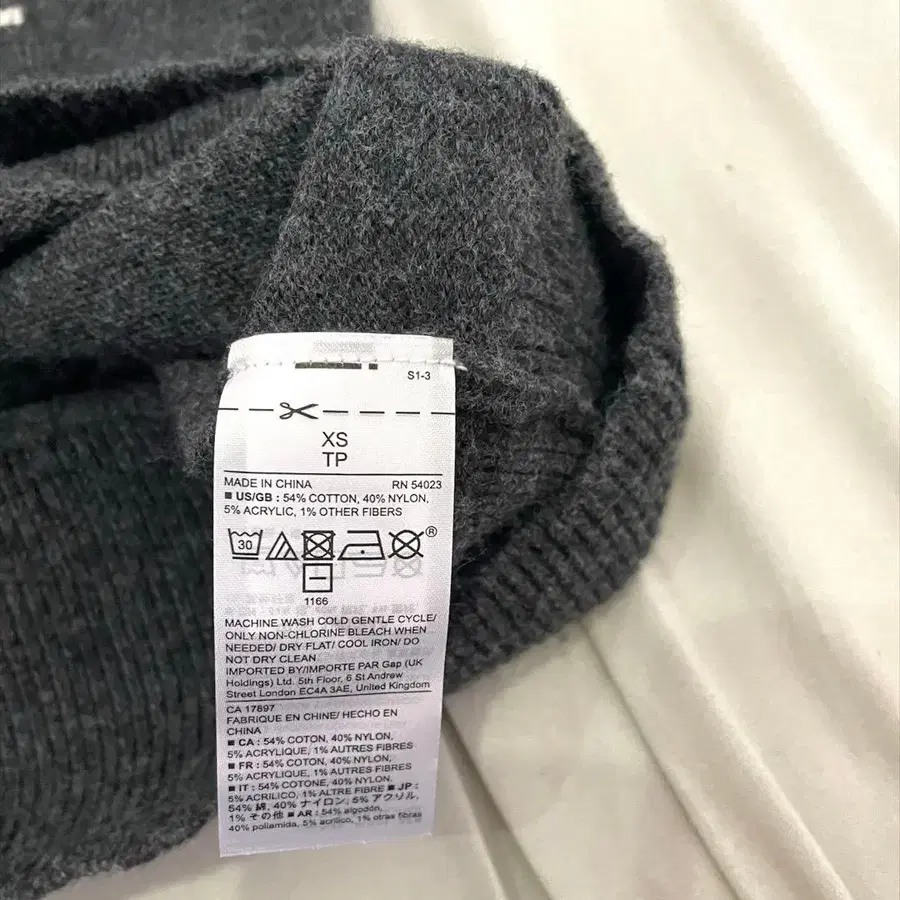 S1-3
XS
TP
MADE IN CHINA RN 54023
■ US/GB : 54% COTTON, 40% NYLON,
5% ACRYLIC, 1% OTHER FIBERS
30 ®
1166
MACHINE WASH COLD GENTLE CYCLE/
ONLY NON-CHLORINE BLEACH WHEN
NEEDED/ DRY FLAT/ COOL IRON/ DO
NOT DRY CLEAN
IMPORTED BY/IMPORTE PAR Gap (UK
Holdings) Ltd. 5th Floor, 6 St Andrew
Street London EC4A 3AE, United Kingdom
CA 17897
FABRIQUE EN CHINE/ HECHO EN
CHINA
■ CA : 54% COTON, 40% NYLON,
5% ACRYLIQUE, 1% AUTRES FIBRES
■ FR : 54% COTON, 40% NYLON,
5% ACRYLIQUE, 1% AUTRES FIBRES
■ IT : 54% COTONE, 40% NYLON,
5% ACRILICO, 1% ALTRE FIBRE ■ JP :
54% 綿, 40% ナイロン, 5% アクリル,
1% その他 ■ AR : 54% algodón,
40% poliamida, 5% acrílico, 1% otras fibras